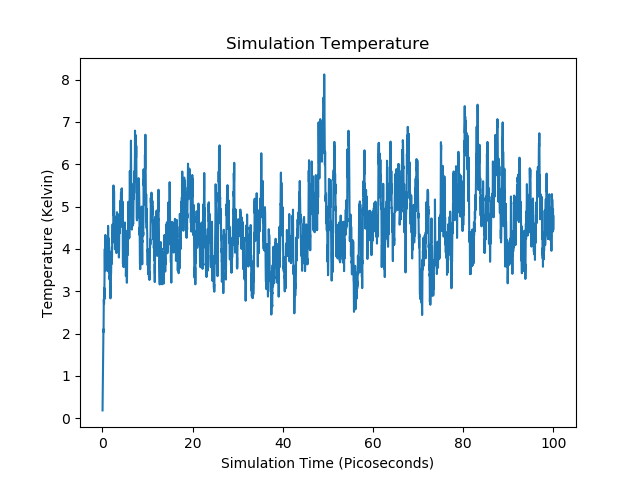 Simulation Temperature
8
7
6
5
4
3
2
1
0
Temperature (Kelvin)
0 20 40 60 80 100
Simulation Time (Picoseconds)